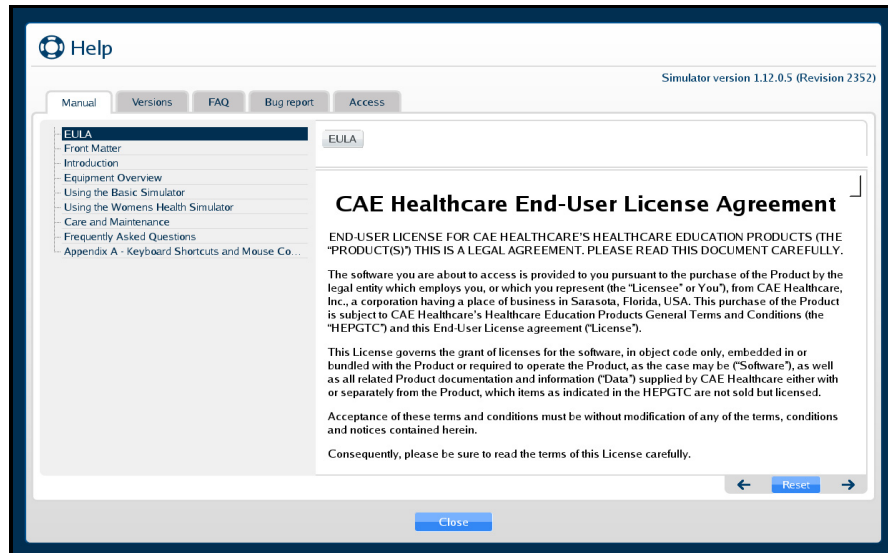 Help
Simulator version 1.12.0.5 (Revision 2352)
Manual
Versions
FAQ
Bug report
Access
EULA
Front Matter
Introduction
Equipment Overview
Using the Basic Simulator
Using the Womens Health Simulator
Care and Maintenance
Frequently Asked Questions
Appendix A - Keyboard Shortcuts and Mouse Co...
EULA
CAE Healthcare End-User License Agreement
END-USER LICENSE FOR CAE HEALTHCARE'S HEALTHCARE EDUCATION PRODUCTS (THE
“PRODUCT(S)”) THIS IS A LEGAL AGREEMENT. PLEASE READ THIS DOCUMENT CAREFULLY.
The software you are about to access is provided to you pursuant to the purchase of the Product by the
legal entity which employs you, or which you represent (the “Licensee” or You”), from CAE Healthcare,
Inc., a corporation having a place of business in Sarasota, Florida, USA. This purchase of the Product
is subject to CAE Healthcare's Healthcare Education Products General Terms and Conditions (the
“HEPGTC”) and this End-User License agreement (“License”).
This License governs the grant of licenses for the software, in object code only, embedded in or
bundled with the Product or required to operate the Product, as the case may be (“Software”), as well
as all related Product documentation and information (“Data”) supplied by CAE Healthcare either with
or separately from the Product, which items as indicated in the HEPGTC are not sold but licensed.
Acceptance of these terms and conditions must be without modification of any of the terms, conditions
and notices contained herein.
Consequently, please be sure to read the terms of this License carefully.
Reset
Close